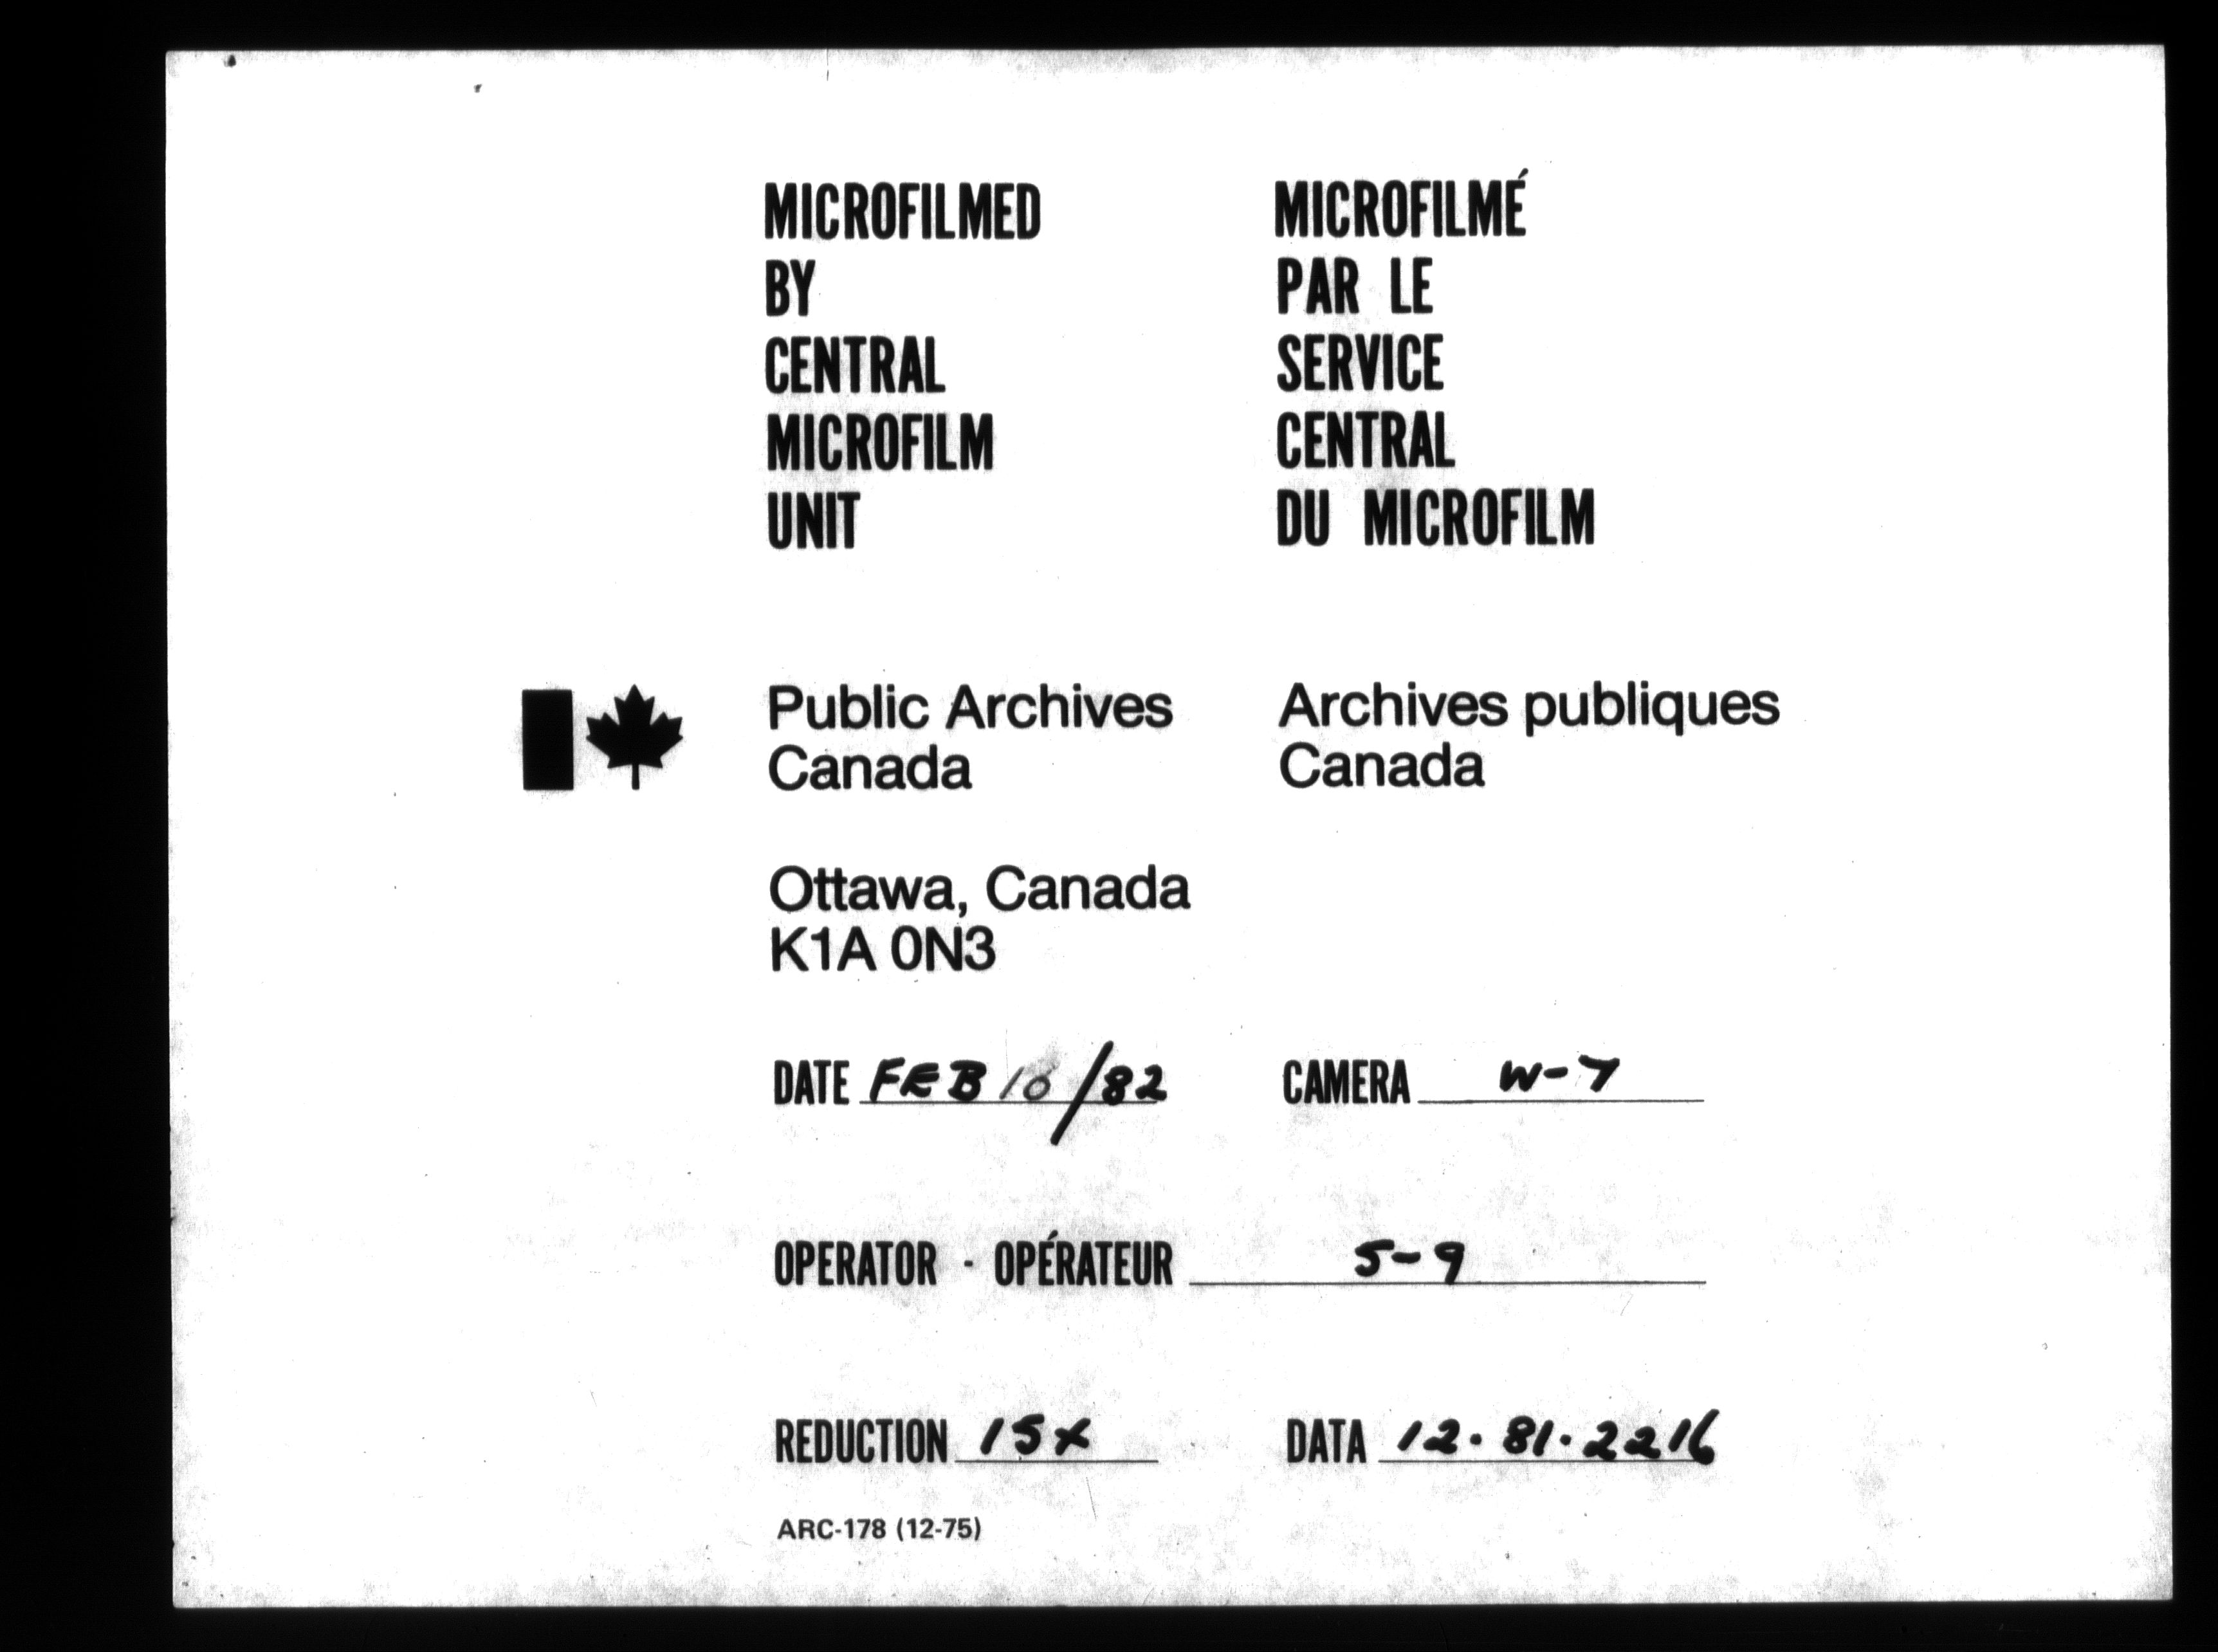 MICROFILMED
BY
CENTRAL
MICROFILM
UNIT
MICROFILMÉ
PAR LE
SERVICE
CENTRAL
DU MICROFILM
Public Archives
Canada
Archives publiques
Canada
Ottawa, Canada
K1A 0N3
DATE FEB 10/82
CAMERA W-7
OPERATOR - OPÉRATEUR 5-9
REDUCTION 15X
DATA 12.81.2216
ARC-178 (12-75)